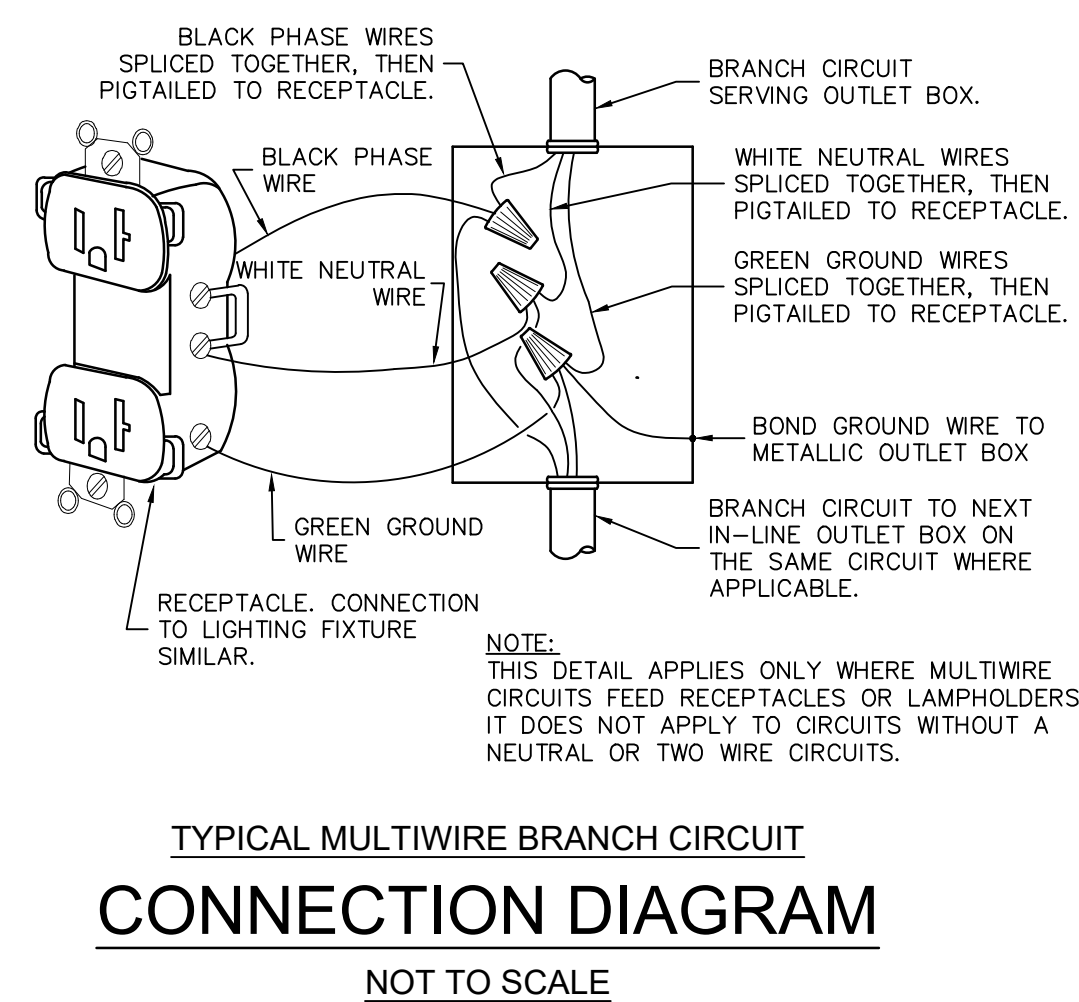 BLACK PHASE WIRES
SPLICED TOGETHER, THEN
PIGTAILED TO RECEPTACLE.
BRANCH CIRCUIT
SERVING OUTLET BOX.
BLACK PHASE
WIRE
WHITE NEUTRAL WIRES
SPLICED TOGETHER, THEN
PIGTAILED TO RECEPTACLE.
WHITE NEUTRAL
WIRE
GREEN GROUND WIRES
SPLICED TOGETHER, THEN
PIGTAILED TO RECEPTACLE.
BOND GROUND WIRE TO
METALLIC OUTLET BOX
GREEN GROUND
WIRE
BRANCH CIRCUIT TO NEXT
IN-LINE OUTLET BOX ON
THE SAME CIRCUIT WHERE
APPLICABLE.
RECEPTACLE. CONNECTION
TO LIGHTING FIXTURE
SIMILAR.
NOTE:
THIS DETAIL APPLIES ONLY WHERE MULTIWIRE
CIRCUITS FEED RECEPTACLES OR LAMPHOLDERS
IT DOES NOT APPLY TO CIRCUITS WITHOUT A
NEUTRAL OR TWO WIRE CIRCUITS.
TYPICAL MULTIWIRE BRANCH CIRCUIT
CONNECTION DIAGRAM
NOT TO SCALE